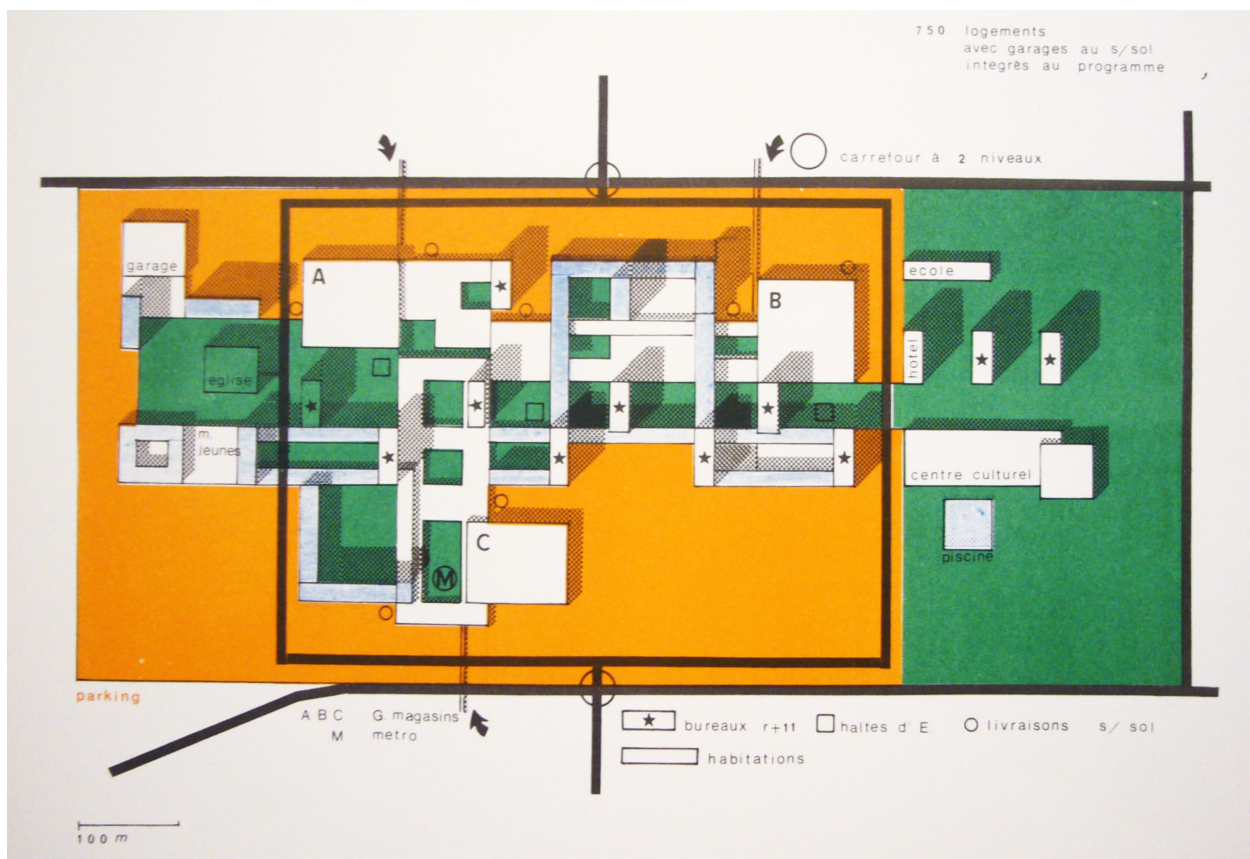 750 logements
avec garages au s/sol
integrès au programme
carrefour à 2 niveaux
garage
A
B
ecole
hotel
eglise
m.
jeunes
centre culturel
C
M
piscine
parking
A B C G. magasins
M metro
bureaux r+11
haltes d'E.
livraisons s/sol
habitations
100 m